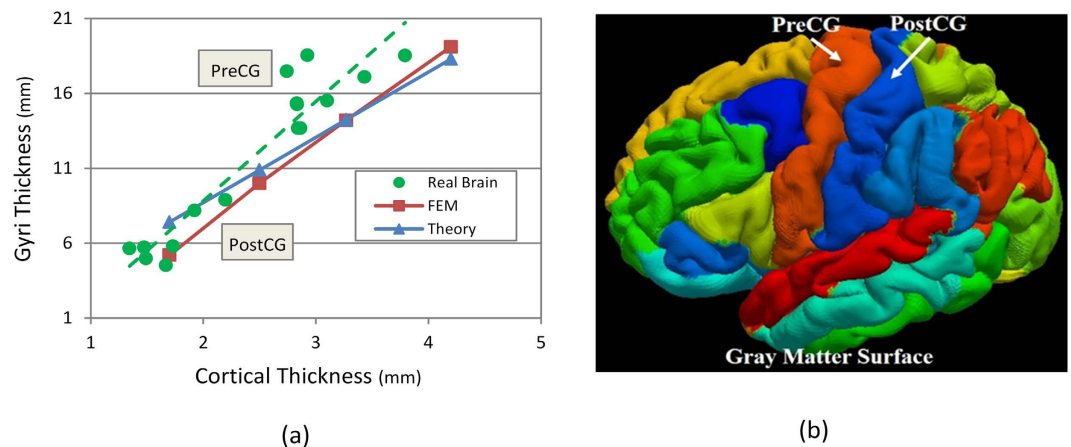 (a)
21
16
11
6
1
1 2 3 4 5
Gyri Thickness (mm)
Cortical Thickness (mm)
PreCG
PostCG
Real Brain
FEM
Theory
PreCG PostCG
Gray Matter Surface
(b)